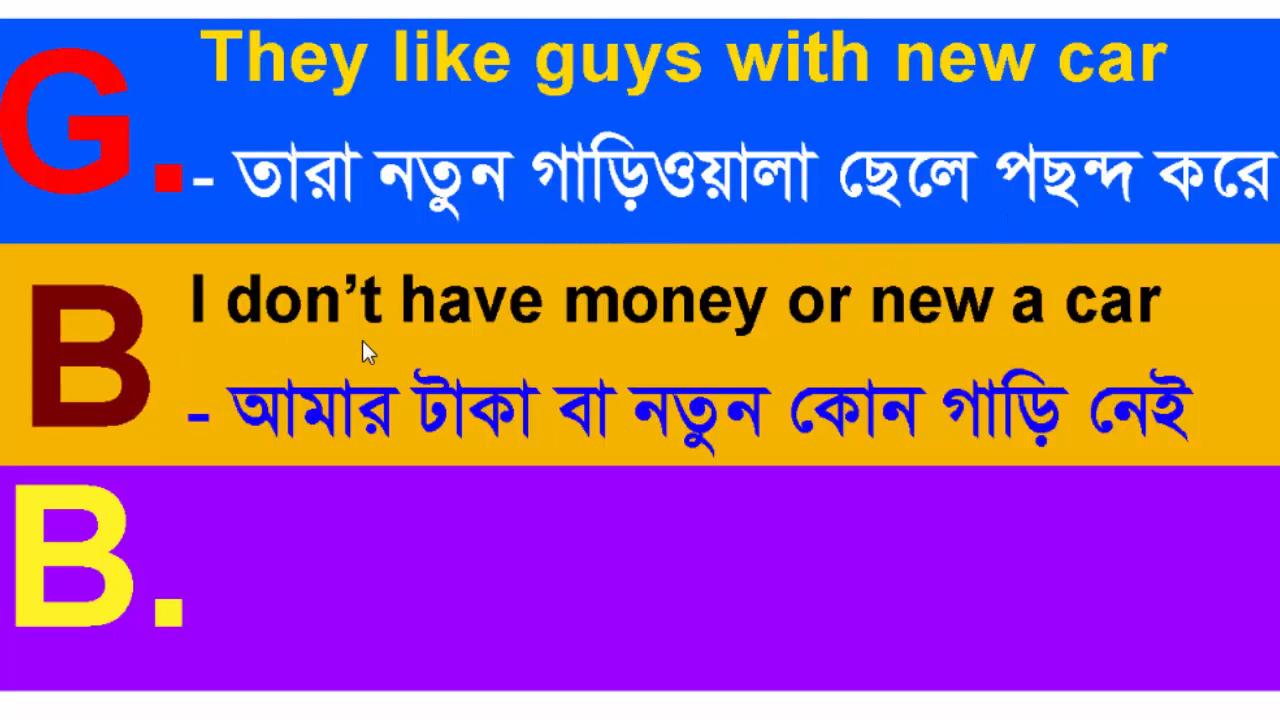 G. They like guys with new car
- তারা নতুন গাড়িওয়ালা ছেলে পছন্দ করে
B I don’t have money or new a car
- আমার টাকা বা নতুন কোন গাড়ি নেই
B.